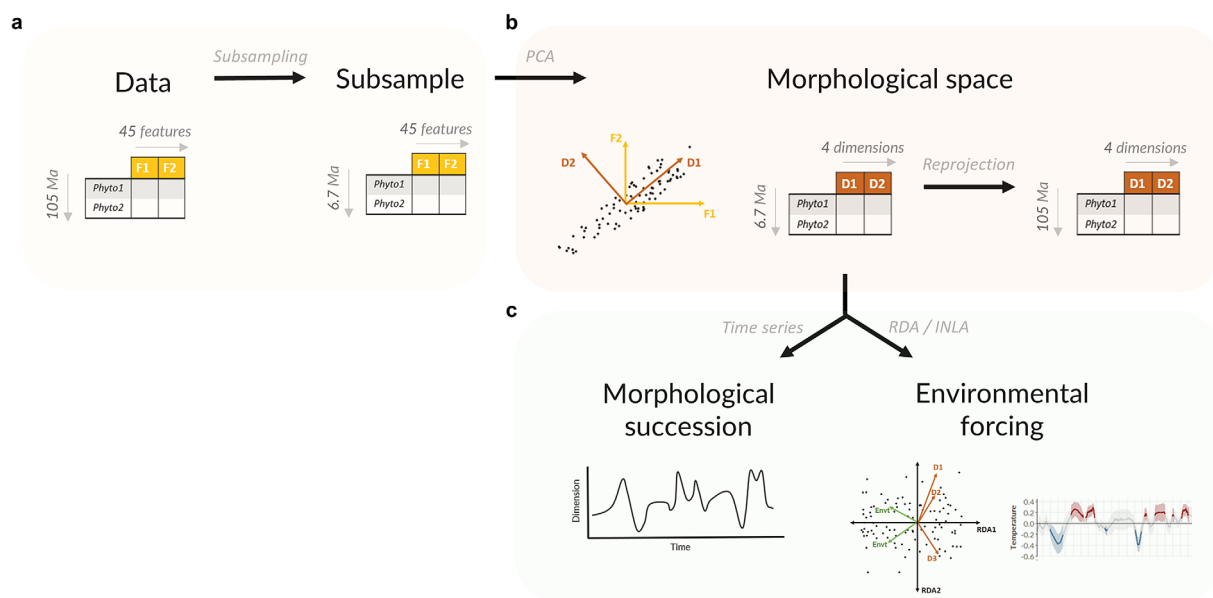 a
Subsampling
Data
Subsample
45 features
F1 F2
105 Ma
Phyto1
Phyto2
45 features
F1 F2
6.7 Ma
Phyto1
Phyto2
b
PCA
Morphological space
F2
D2
D1
F1
4 dimensions
D1 D2
6.7 Ma
Phyto1
Phyto2
Reprojection
4 dimensions
D1 D2
105 Ma
Phyto1
Phyto2
c
Time series
RDA / INLA
Morphological
succession
Dimension
Time
Environmental
forcing
D1
D2
Envt
RDA1
Envt
D3
RDA2
Temperature
0.4
0.2
0.0
-0.2
-0.4
-0.6